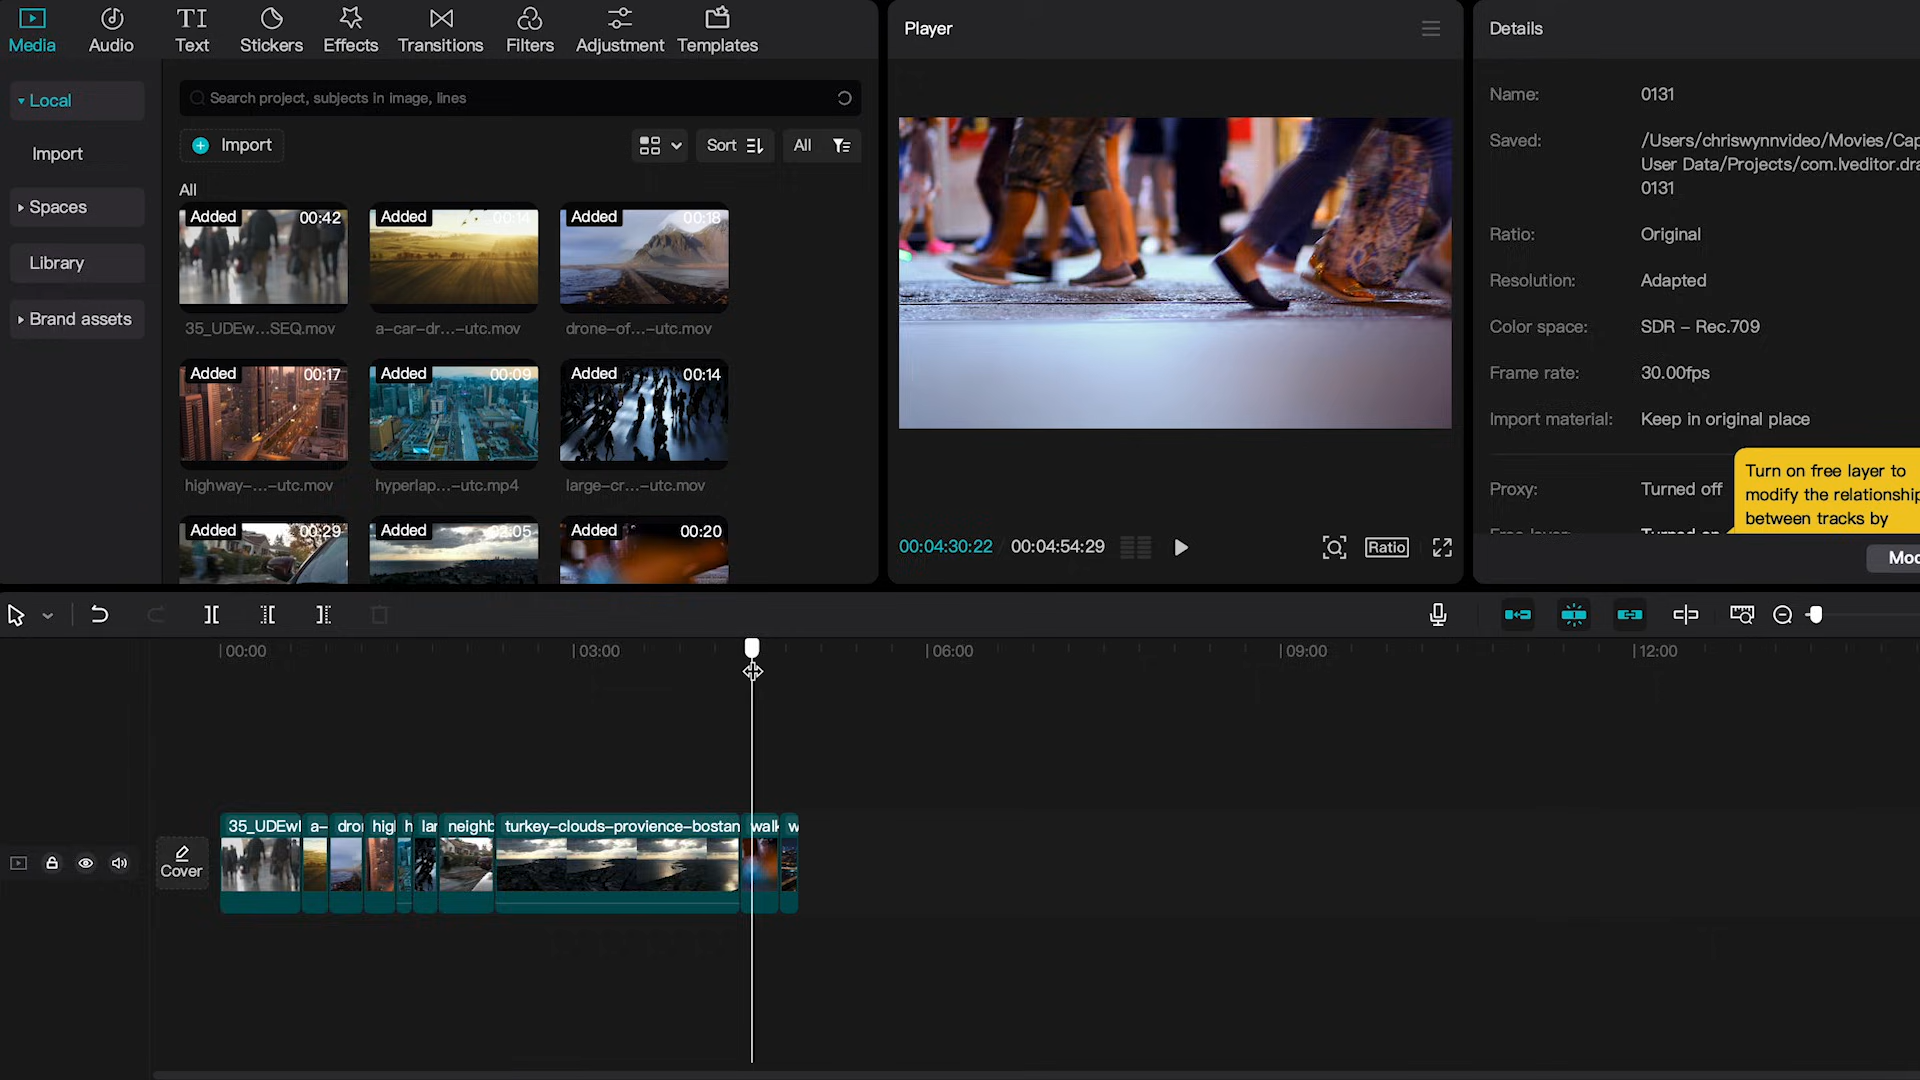 Media
Audio
Text
Stickers
Effects
Transitions
Filters
Adjustment
Templates
Local
Import
Spaces
Library
Brand assets
Search project, subjects in image, lines
Import
Sort
All
All
Added 00:42
Added 00:14
Added 00:18
35_UDEw...SEQ.mov
a-car-dr...-utc.mov
drone-of...-utc.mov
Added 00:17
Added 00:09
Added 00:14
highway-...-utc.mov
hyperlap...-utc.mp4
large-cr...-utc.mov
Added 00:29
Added 2:05
Added 00:20
Player
00:04:30:22 / 00:04:54:29
Ratio
Details
Name: 0131
Saved: /Users/chriswynnvideo/Movies/Cap
User Data/Projects/com.lveditor.dra
0131
Ratio: Original
Resolution: Adapted
Color space: SDR – Rec.709
Frame rate: 30.00fps
Import material: Keep in original place
Proxy: Turned off
Free layer: Turned on
Turn on free layer to
modify the relationship
between tracks by
Moc
00:00
03:00
06:00
09:00
12:00
Cover
35_UDEwl
a-
dro
hig
h
lar
neighb
turkey-clouds-provience-bostan
walk
w